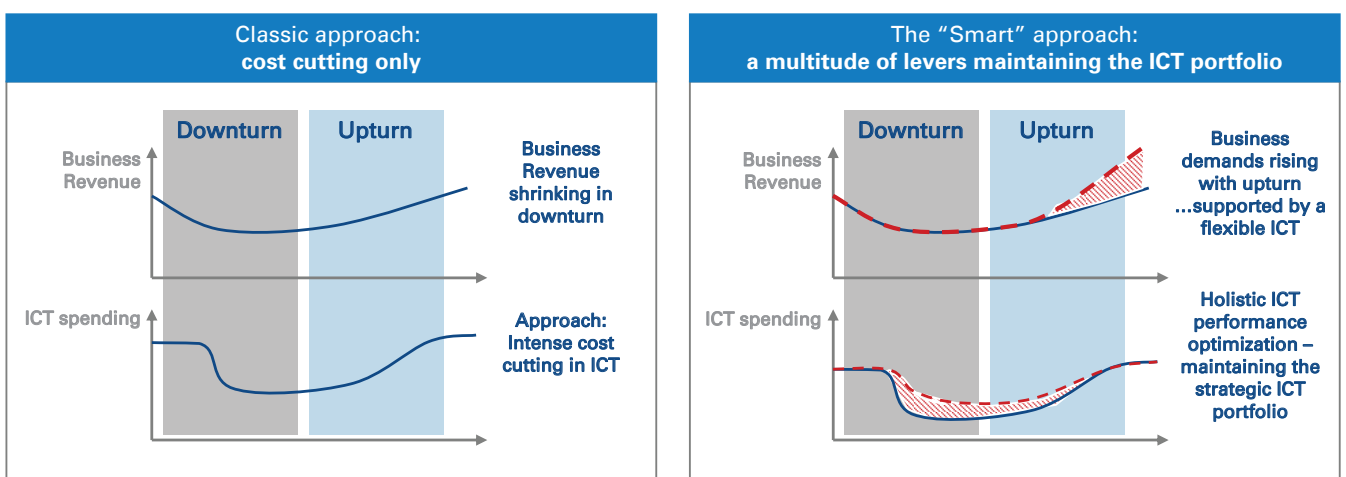 Classic approach:
cost cutting only
Downturn
Upturn
Business
Revenue
Business
Revenue
shrinking in
downturn
ICT spending
Approach:
Intense cost
cutting in ICT
The “Smart” approach:
a multitude of levers maintaining the ICT portfolio
Downturn
Upturn
Business
Revenue
Business
demands rising
with upturn
...supported by a
flexible ICT
ICT spending
Holistic ICT
performance
optimization –
maintaining the
strategic ICT
portfolio